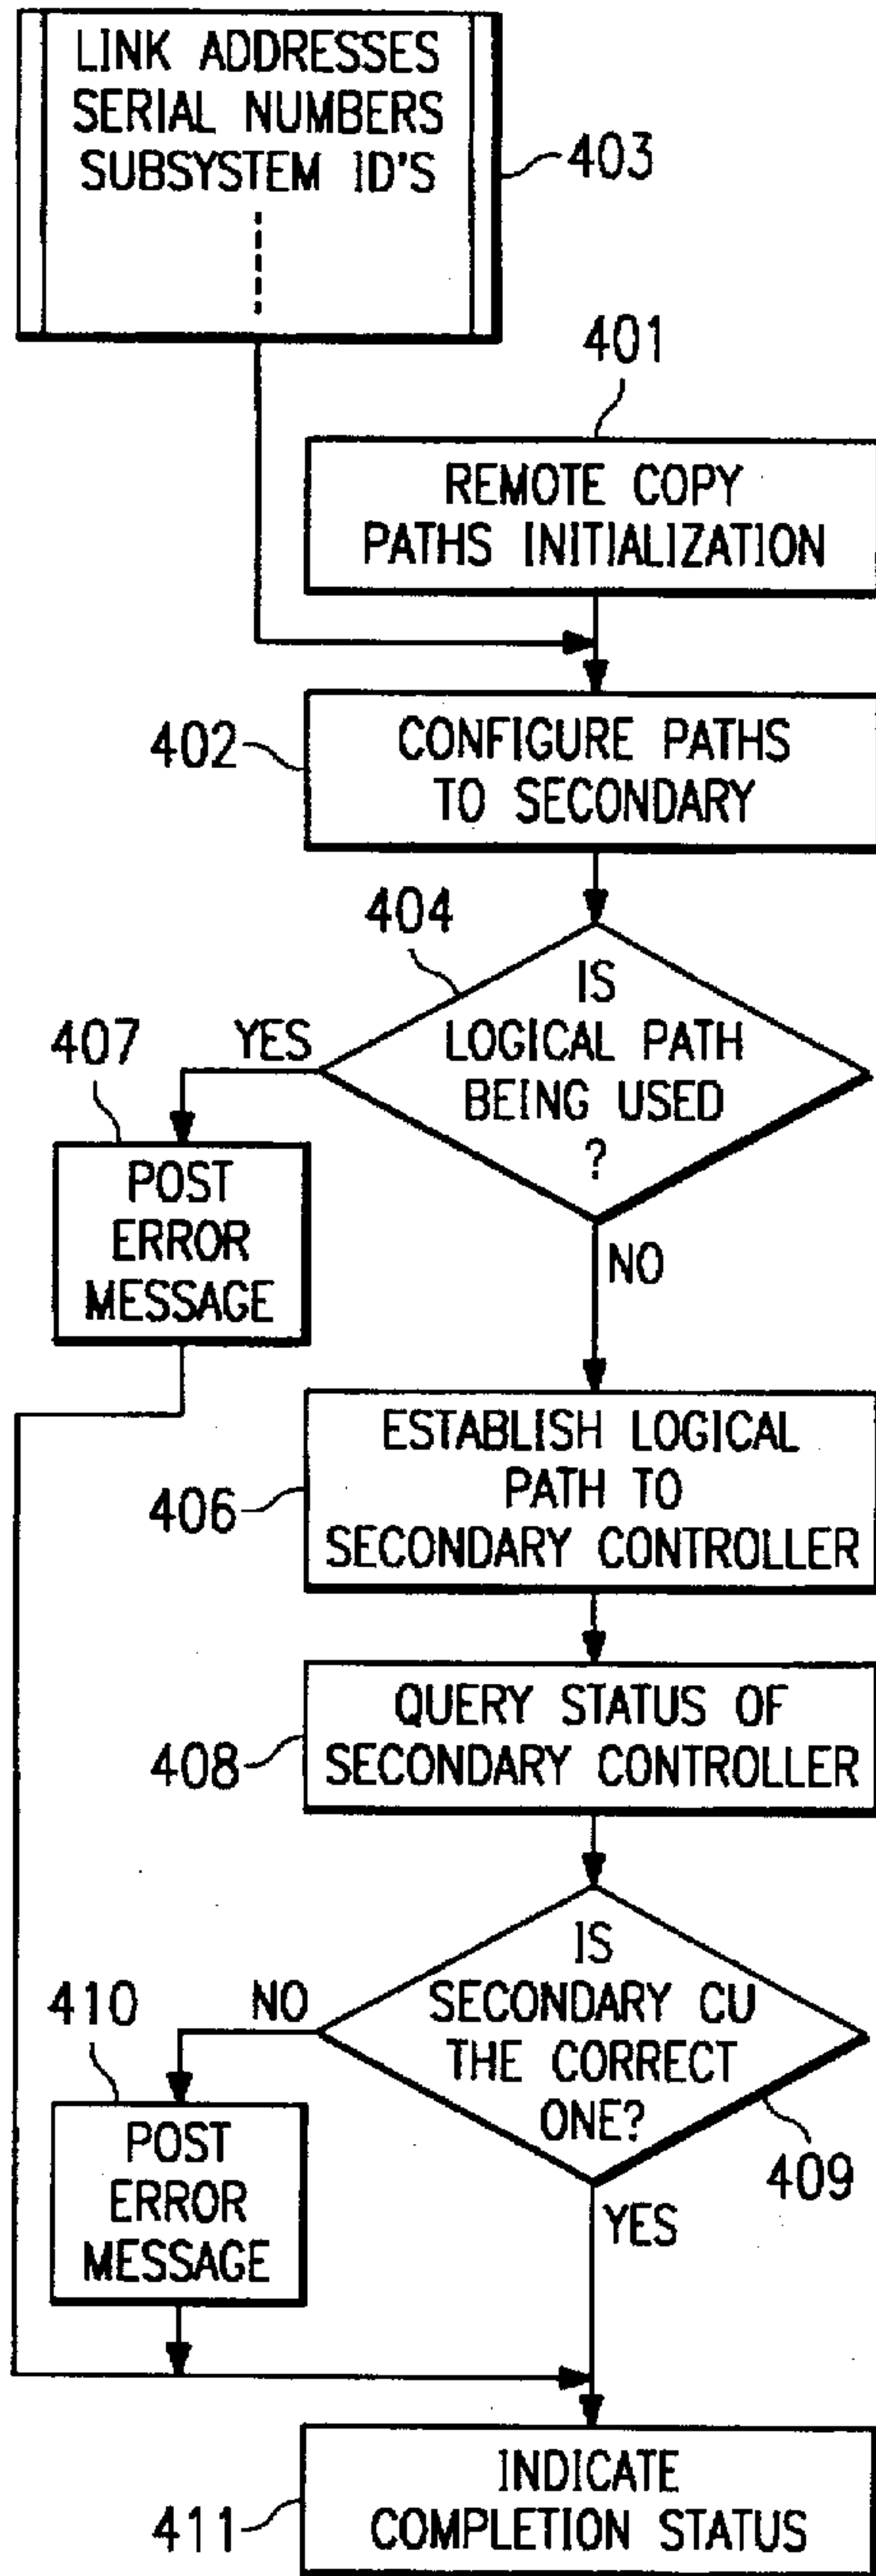 LINK ADDRESSES
SERIAL NUMBERS
SUBSYSTEM ID'S
403
401
REMOTE COPY
PATHS INITIALIZATION
402
CONFIGURE PATHS
TO SECONDARY
404
IS
LOGICAL PATH
BEING USED
?
YES
407
POST
ERROR
MESSAGE
NO
ESTABLISH LOGICAL
PATH TO
SECONDARY CONTROLLER
406
QUERY STATUS OF
SECONDARY CONTROLLER
408
IS
SECONDARY CU
THE CORRECT
ONE?
409
NO
410
POST
ERROR
MESSAGE
YES
INDICATE
COMPLETION STATUS
411